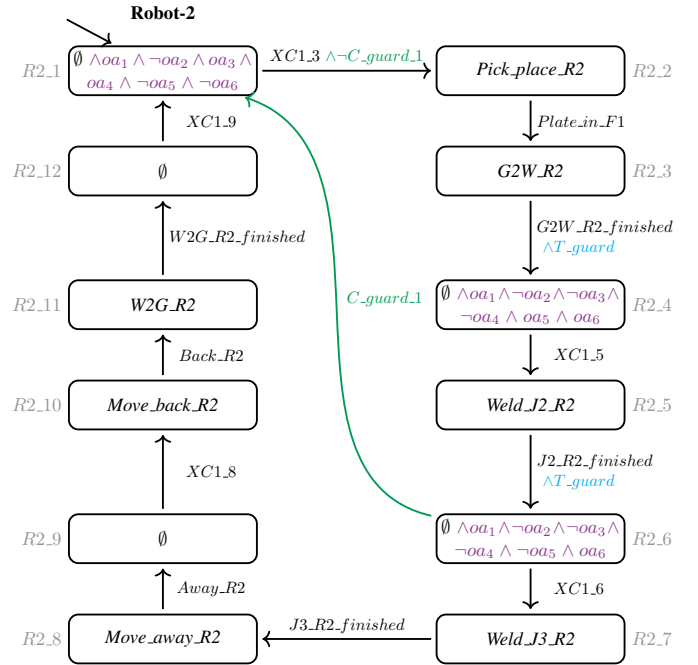 Robot-2
R2_1
∅ ∧oa₁ ∧ ¬oa₂ ∧ oa₃ ∧
oa₄ ∧ ¬oa₅ ∧ ¬oa₆
XC1_3 ∧¬C_guard_1
Pick_place_R2
R2_2
XC1_9
Plate_in_F1
R2_12
∅
G2W_R2
R2_3
W2G_R2_finished
G2W_R2_finished
∧T_guard
R2_11
W2G_R2
C_guard_1
∅ ∧oa₁ ∧¬oa₂ ∧¬oa₃ ∧
¬oa₄ ∧ oa₅ ∧ oa₆
R2_4
Back_R2
XC1_5
R2_10
Move_back_R2
Weld_J2_R2
R2_5
XC1_8
J2_R2_finished
∧T_guard
R2_9
∅
∅ ∧oa₁ ∧¬oa₂ ∧¬oa₃ ∧
¬oa₄ ∧ ¬oa₅ ∧ oa₆
R2_6
Away_R2
XC1_6
R2_8
Move_away_R2
J3_R2_finished
Weld_J3_R2
R2_7